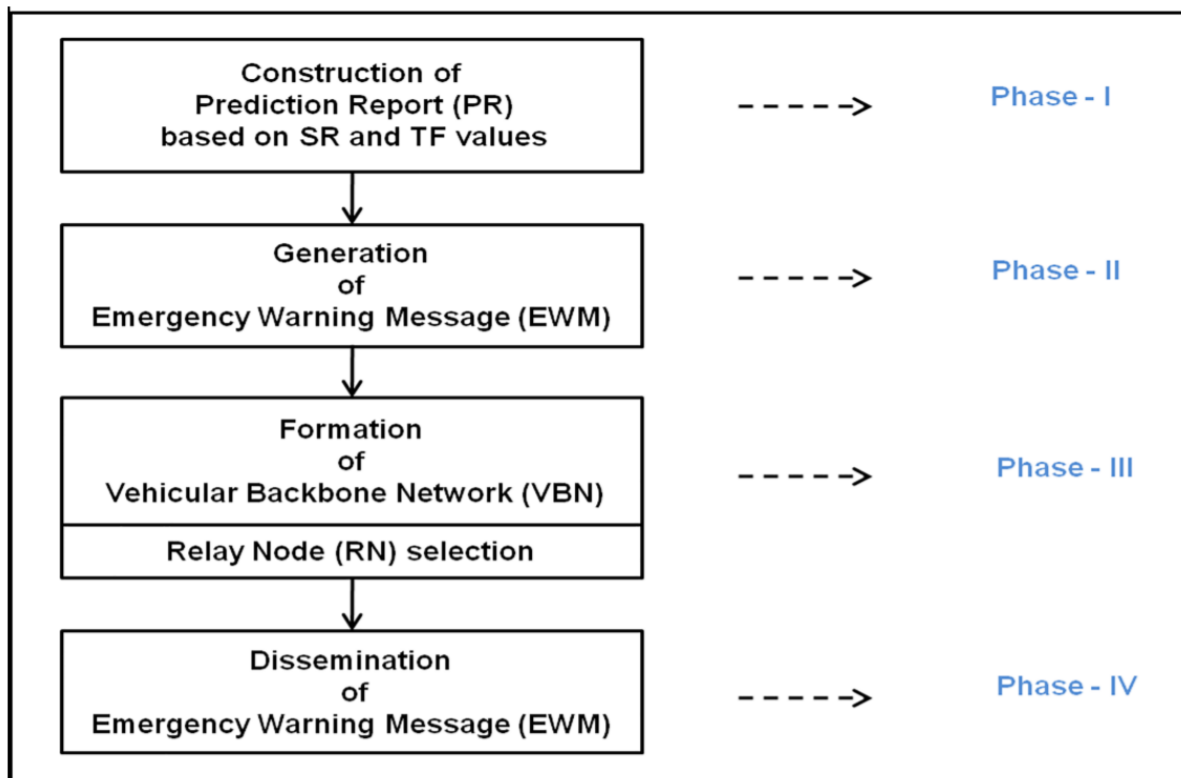 Construction of
Prediction Report (PR)
based on SR and TF values
Phase - I
Generation
of
Emergency Warning Message (EWM)
Phase - II
Formation
of
Vehicular Backbone Network (VBN)
Relay Node (RN) selection
Phase - III
Dissemination
of
Emergency Warning Message (EWM)
Phase - IV